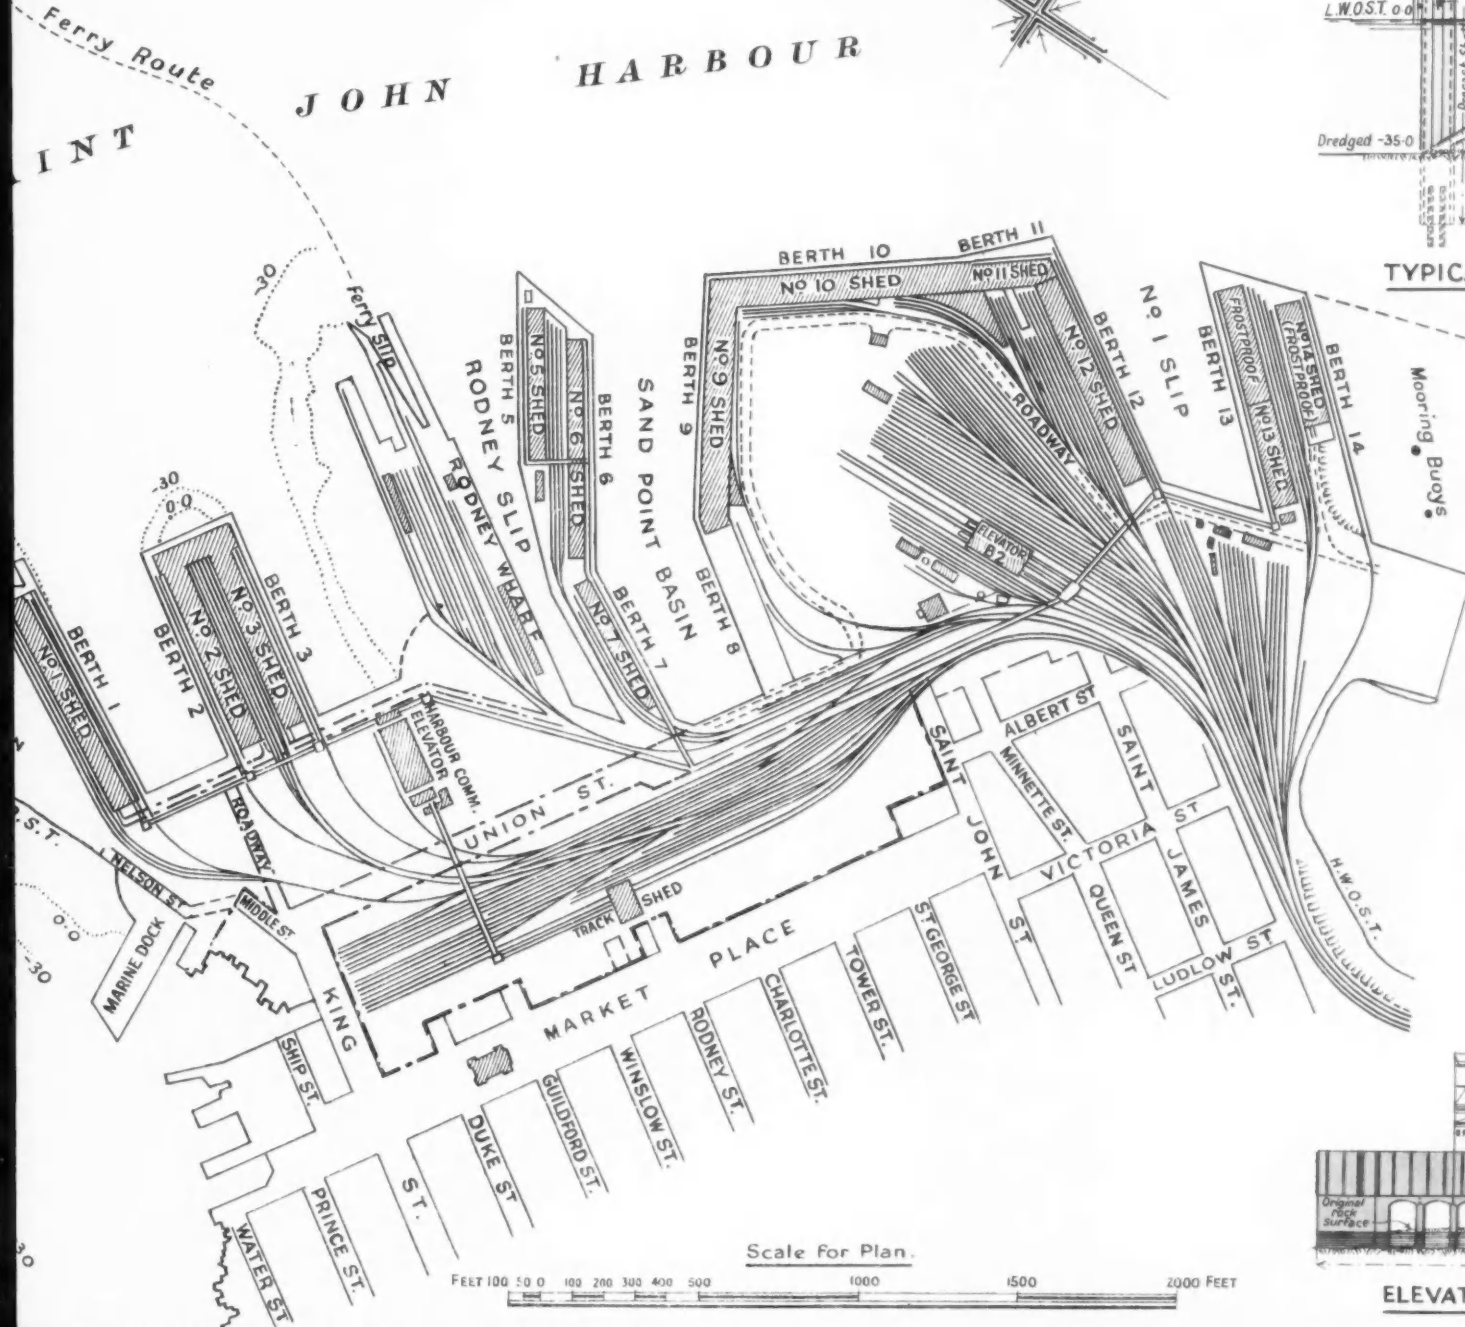 Ferry Route
JOHN HARBOUR
INT
L.W.O.S.T. 0·0
Dredged -35·0
-30
Ferry Slip
BERTH 10
BERTH 11
No 10 SHED
No 11 SHED
BERTH 9
No 9 SHED
BERTH 12
No 12 SHED
ROADWAY
No 1 SLIP
BERTH 13
FROSTPROOF
No 13 SHED
No 14 SHED
(FROSTPROOF)
BERTH 14
Mooring Buoys
BERTH 5
No 5 SHED
No 6 SHED
BERTH 6
RODNEY SLIP
RODNEY WHARF
SAND POINT BASIN
BERTH 7
No 7 SHED
BERTH 8
ELEVATOR
B2
-30
0·0
BERTH 1
No 1 SHED
BERTH 2
No 2 SHED
No 3 SHED
BERTH 3
HARBOUR COMM.
ELEVATOR
ROADWAY
UNION ST.
.S.T.
NELSON ST
MIDDLE ST.
MARINE DOCK
0·0
-30
TRACK SHED
MARKET PLACE
KING
ST.
SAINT
JOHN
ST.
ALBERT ST
MINNETTE ST.
SAINT
JAMES
ST.
VICTORIA ST
QUEEN ST
LUDLOW ST
H.W.O.S.T.
SHIP ST.
WATER ST
PRINCE ST.
DUKE ST
GUILDFORD ST.
WINSLOW ST.
RODNEY ST.
CHARLOTTE ST.
TOWER ST.
ST GEORGE ST
30
Original
rock
surface
Scale for Plan.
FEET 100 50 0 100 200 300 400 500 1000 1500 2000 FEET
TYPIC
ELEVAT